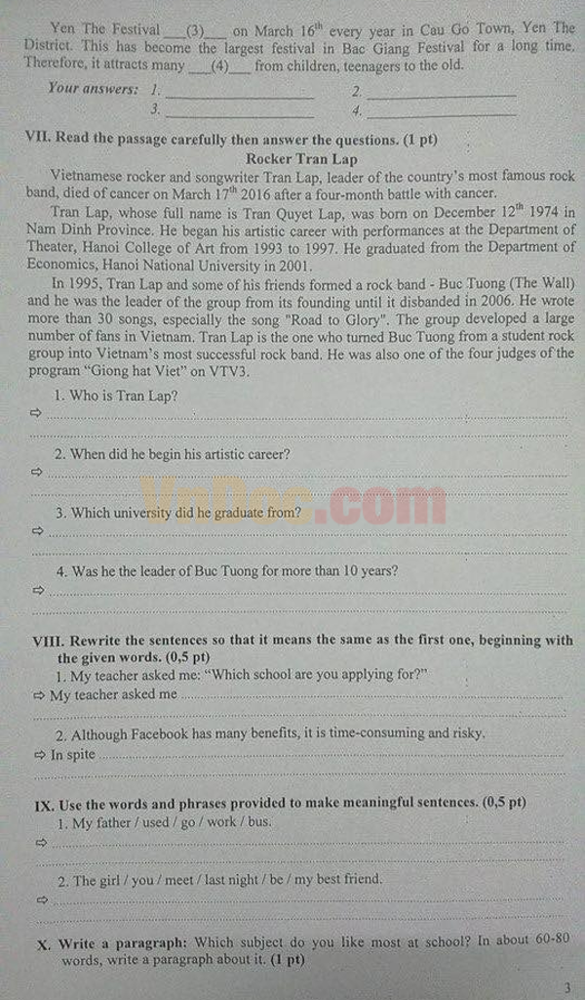 Yen The Festival ___(3)___ on March 16th every year in Cau Go Town, Yen The
District. This has become the largest festival in Bac Giang Festival for a long time.
Therefore, it attracts many ___(4)___ from children, teenagers to the old.
Your answers: 1. ____________ 2. ____________
3. ____________ 4. ____________
VII. Read the passage carefully then answer the questions. (1 pt)
Rocker Tran Lap
Vietnamese rocker and songwriter Tran Lap, leader of the country's most famous rock
band, died of cancer on March 17th 2016 after a four-month battle with cancer.
Tran Lap, whose full name is Tran Quyet Lap, was born on December 12th 1974 in
Nam Dinh Province. He began his artistic career with performances at the Department of
Theater, Hanoi College of Art from 1993 to 1997. He graduated from the Department of
Economics, Hanoi National University in 2001.
In 1995, Tran Lap and some of his friends formed a rock band - Buc Tuong (The Wall)
and he was the leader of the group from its founding until it disbanded in 2006. He wrote
more than 30 songs, especially the song "Road to Glory". The group developed a large
number of fans in Vietnam. Tran Lap is the one who turned Buc Tuong from a student rock
group into Vietnam's most successful rock band. He was also one of the four judges of the
program “Giong hat Viet” on VTV3.
1. Who is Tran Lap?
⇨
2. When did he begin his artistic career?
⇨
VnDoc.com
3. Which university did he graduate from?
⇨
4. Was he the leader of Buc Tuong for more than 10 years?
⇨
VIII. Rewrite the sentences so that it means the same as the first one, beginning with
the given words. (0,5 pt)
1. My teacher asked me: “Which school are you applying for?”
⇨ My teacher asked me
2. Although Facebook has many benefits, it is time-consuming and risky.
⇨ In spite
IX. Use the words and phrases provided to make meaningful sentences. (0,5 pt)
1. My father / used / go / work / bus.
⇨
2. The girl / you / meet / last night / be / my best friend.
⇨
X. Write a paragraph: Which subject do you like most at school? In about 60-80
words, write a paragraph about it. (1 pt)
3